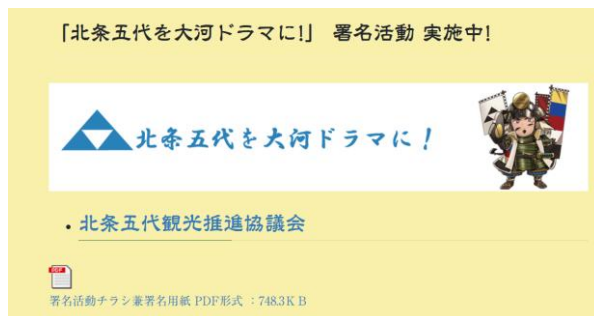 「北条五代を大河ドラマに!」 署名活動 実施中!
北条五代を大河ドラマに!
・北条五代観光推進協議会
PDF
署名活動チラシ兼署名用紙 PDF形式 :748.3ＫＢ